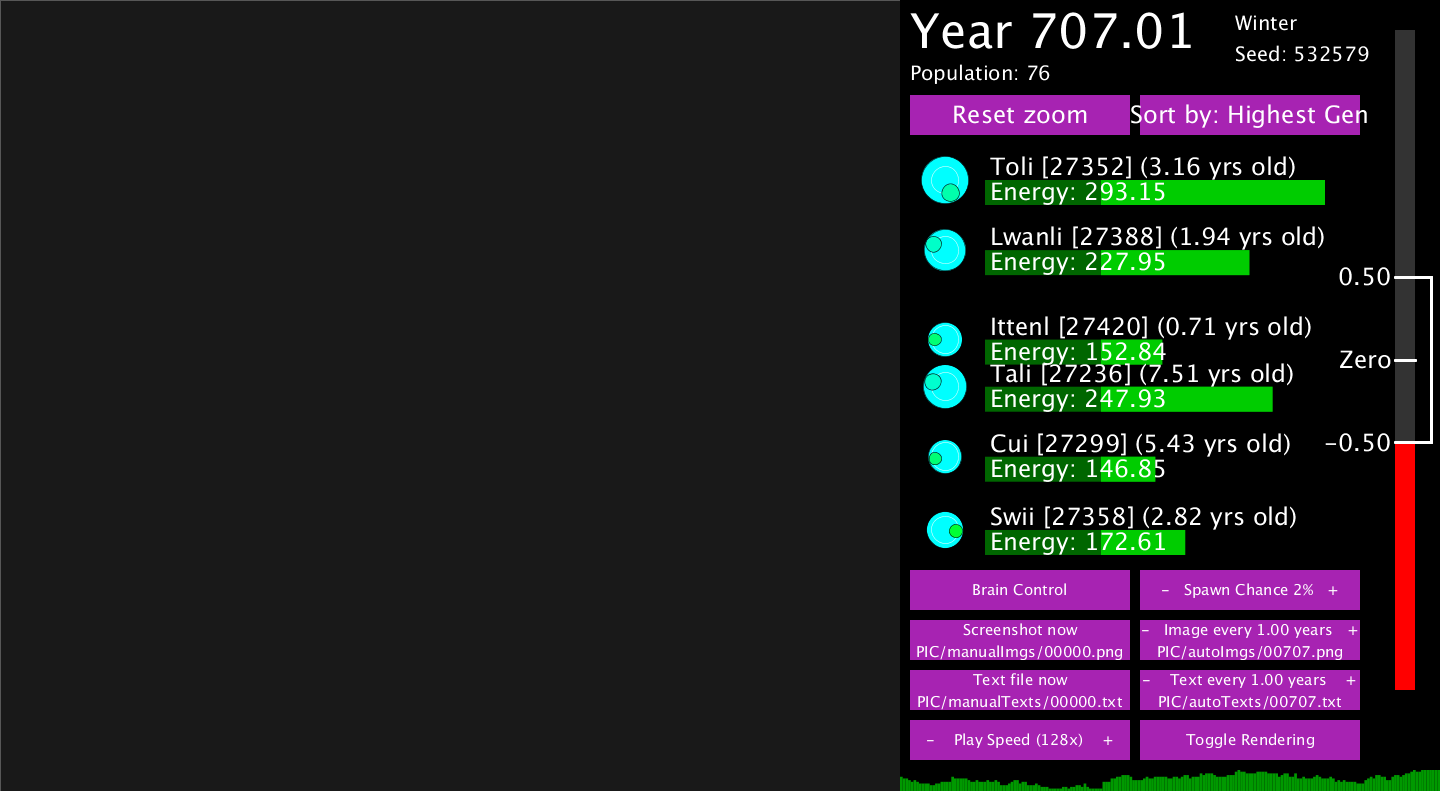 Year 707.01
Winter
Seed: 532579
Population: 76
Reset zoom
Sort by: Highest Gen
Toli [27352] (3.16 yrs old)
Energy: 293.15
Lwanli [27388] (1.94 yrs old)
Energy: 227.95
0.50
Ittenl [27420] (0.71 yrs old)
Energy: 152.84
Zero
Tali [27236] (7.51 yrs old)
Energy: 247.93
Cui [27299] (5.43 yrs old)
-0.50
Energy: 146.85
Swii [27358] (2.82 yrs old)
Energy: 172.61
Brain Control
- Spawn Chance 2% +
Screenshot now
PIC/manualImgs/00000.png
- Image every 1.00 years +
PIC/autoImgs/00707.png
Text file now
PIC/manualTexts/00000.txt
- Text every 1.00 years +
PIC/autoTexts/00707.txt
- Play Speed (128x) +
Toggle Rendering